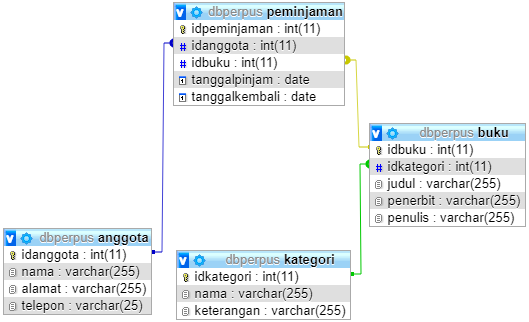 dbperpus peminjaman
idpeminjaman : int(11)
idanggota : int(11)
idbuku : int(11)
tanggalpinjam : date
tanggalkembali : date
dbperpus buku
idbuku : int(11)
idkategori : int(11)
judul : varchar(255)
penerbit : varchar(255)
penulis : varchar(255)
dbperpus anggota
idanggota : int(11)
nama : varchar(255)
alamat : varchar(255)
telepon : varchar(25)
dbperpus kategori
idkategori : int(11)
nama : varchar(255)
keterangan : varchar(255)